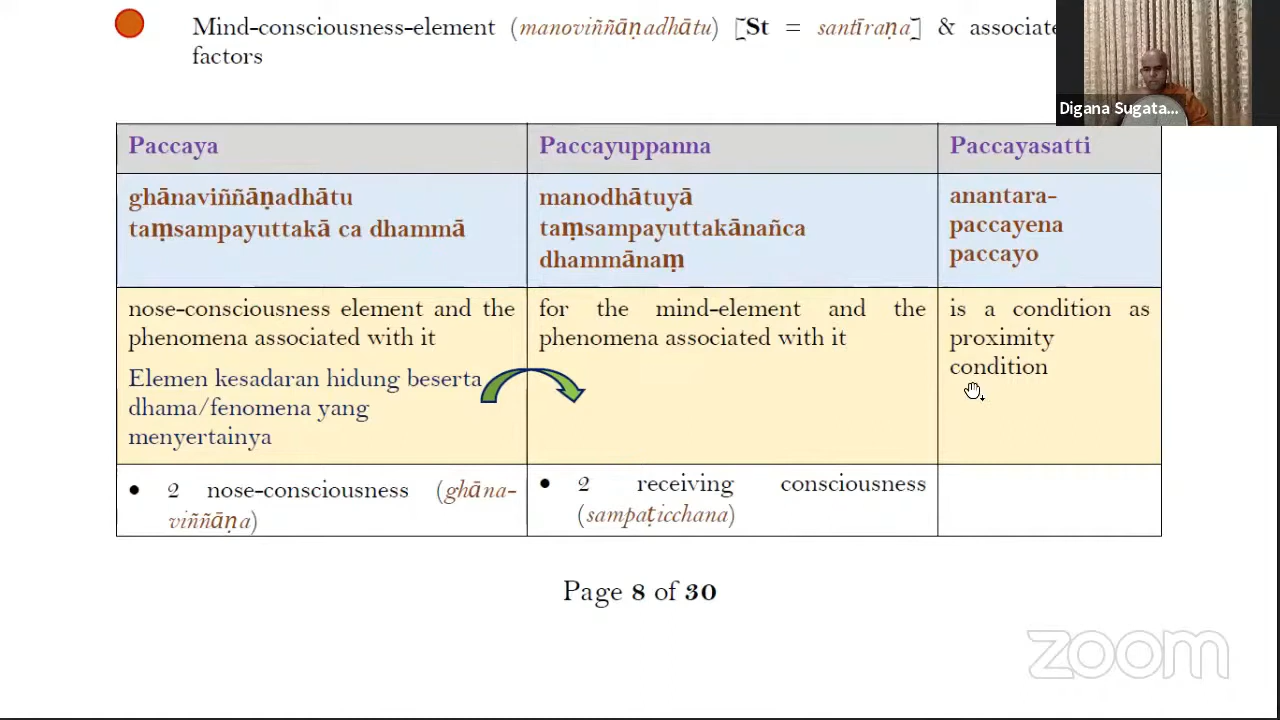 Mind-consciousness-element (manoviññāṇadhātu) [St = santīraṇa] & associate
factors
Digana Sugata...
Paccaya
Paccayuppanna
Paccayasatti
ghānaviññāṇadhātu
taṃsampayuttakā ca dhammā
manodhātuyā
taṃsampayuttakānañca
dhammānaṃ
anantara-
paccayena
paccayo
nose-consciousness element and the
phenomena associated with it
Elemen kesadaran hidung beserta
dhama/fenomena yang
menyertainya
for the mind-element and the
phenomena associated with it
is a condition as
proximity
condition
• 2 nose-consciousness (ghāna-
viññāṇa)
• 2 receiving consciousness
(sampaṭicchana)
Page 8 of 30
zoom